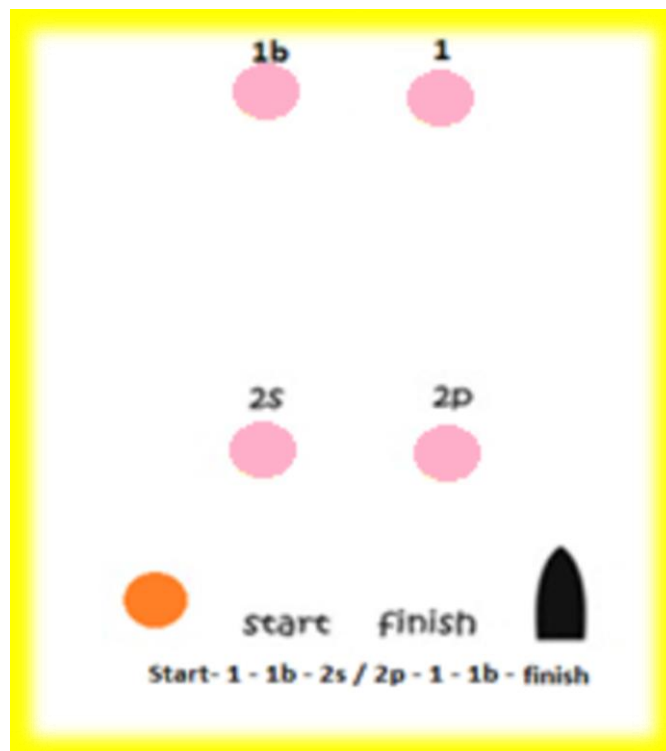 1b 1
2s 2p
start finish
Start- 1 - 1b - 2s / 2p - 1 - 1b - finish